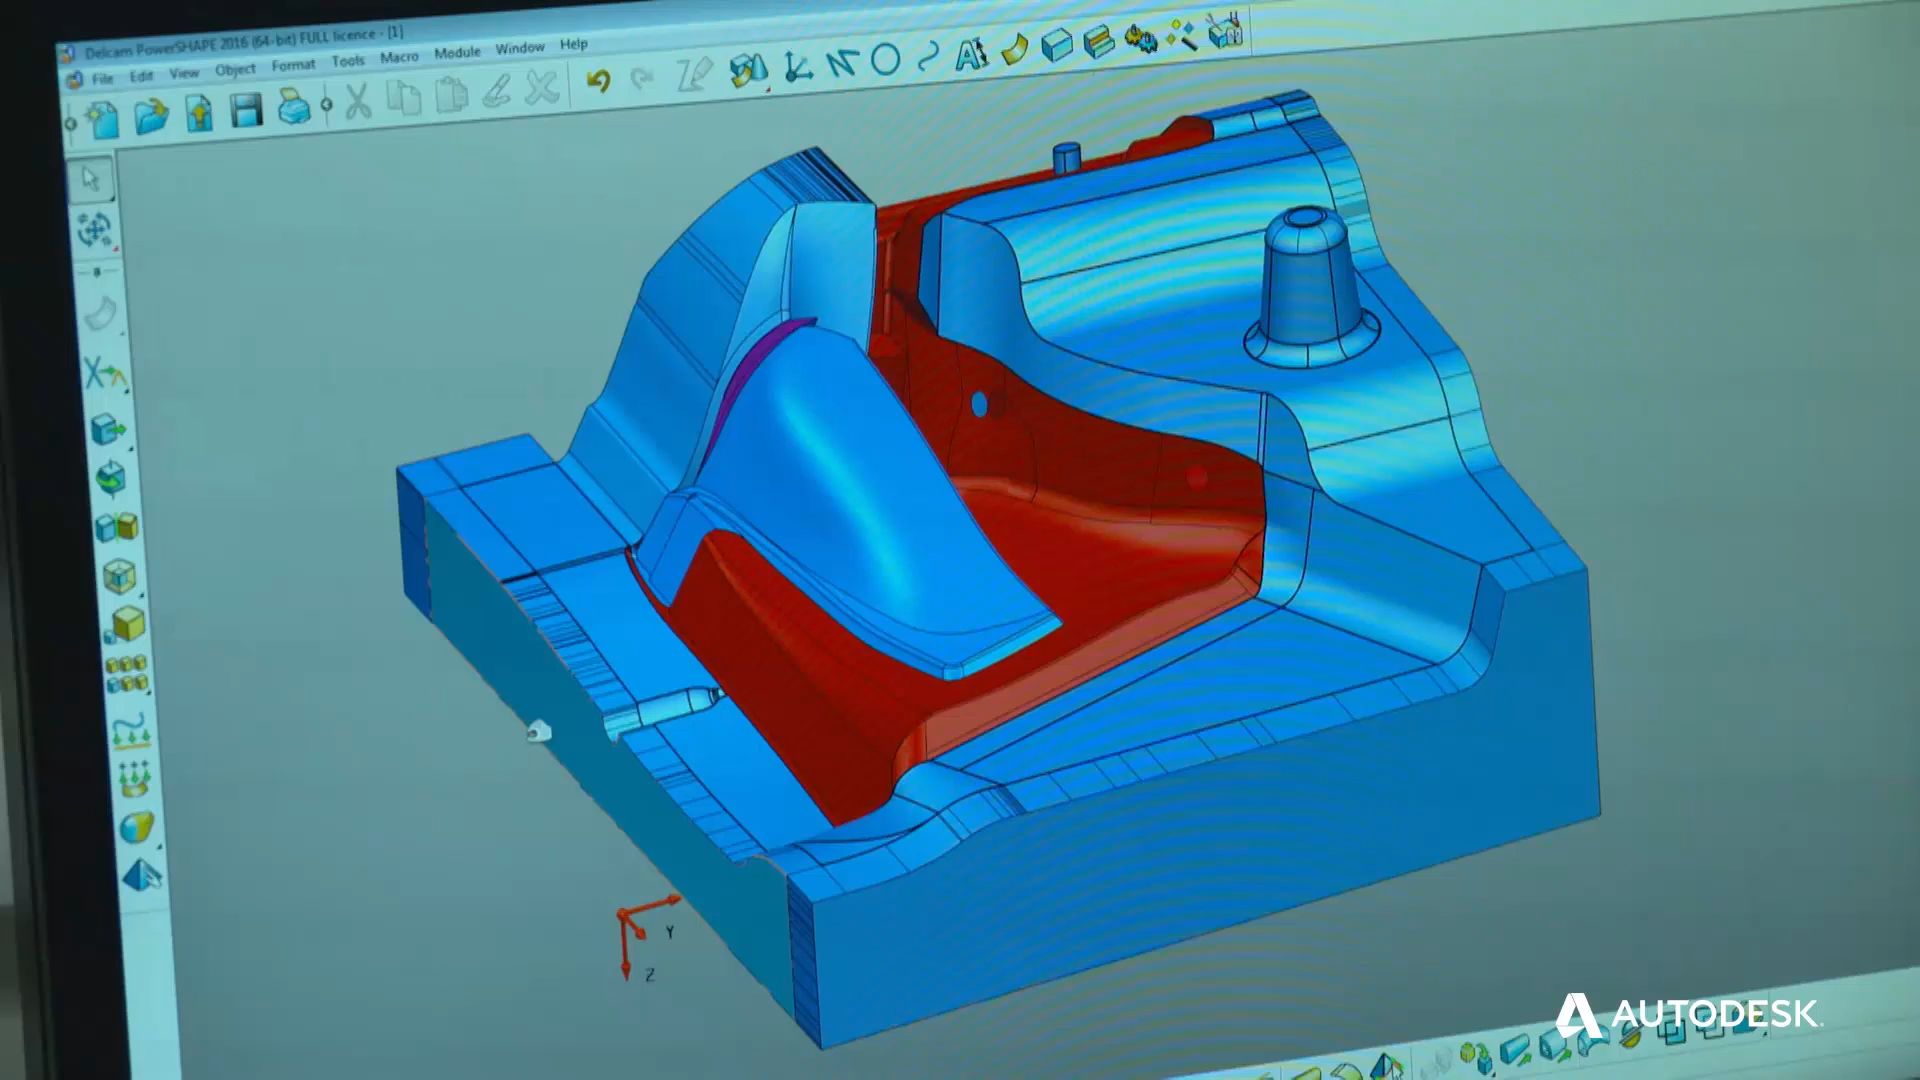 Delcam PowerSHAPE 2016 (64-bit) FULL licence - [1]
File Edit View Object Format Tools Macro Module Window Help
Y
Z
AUTODESK.